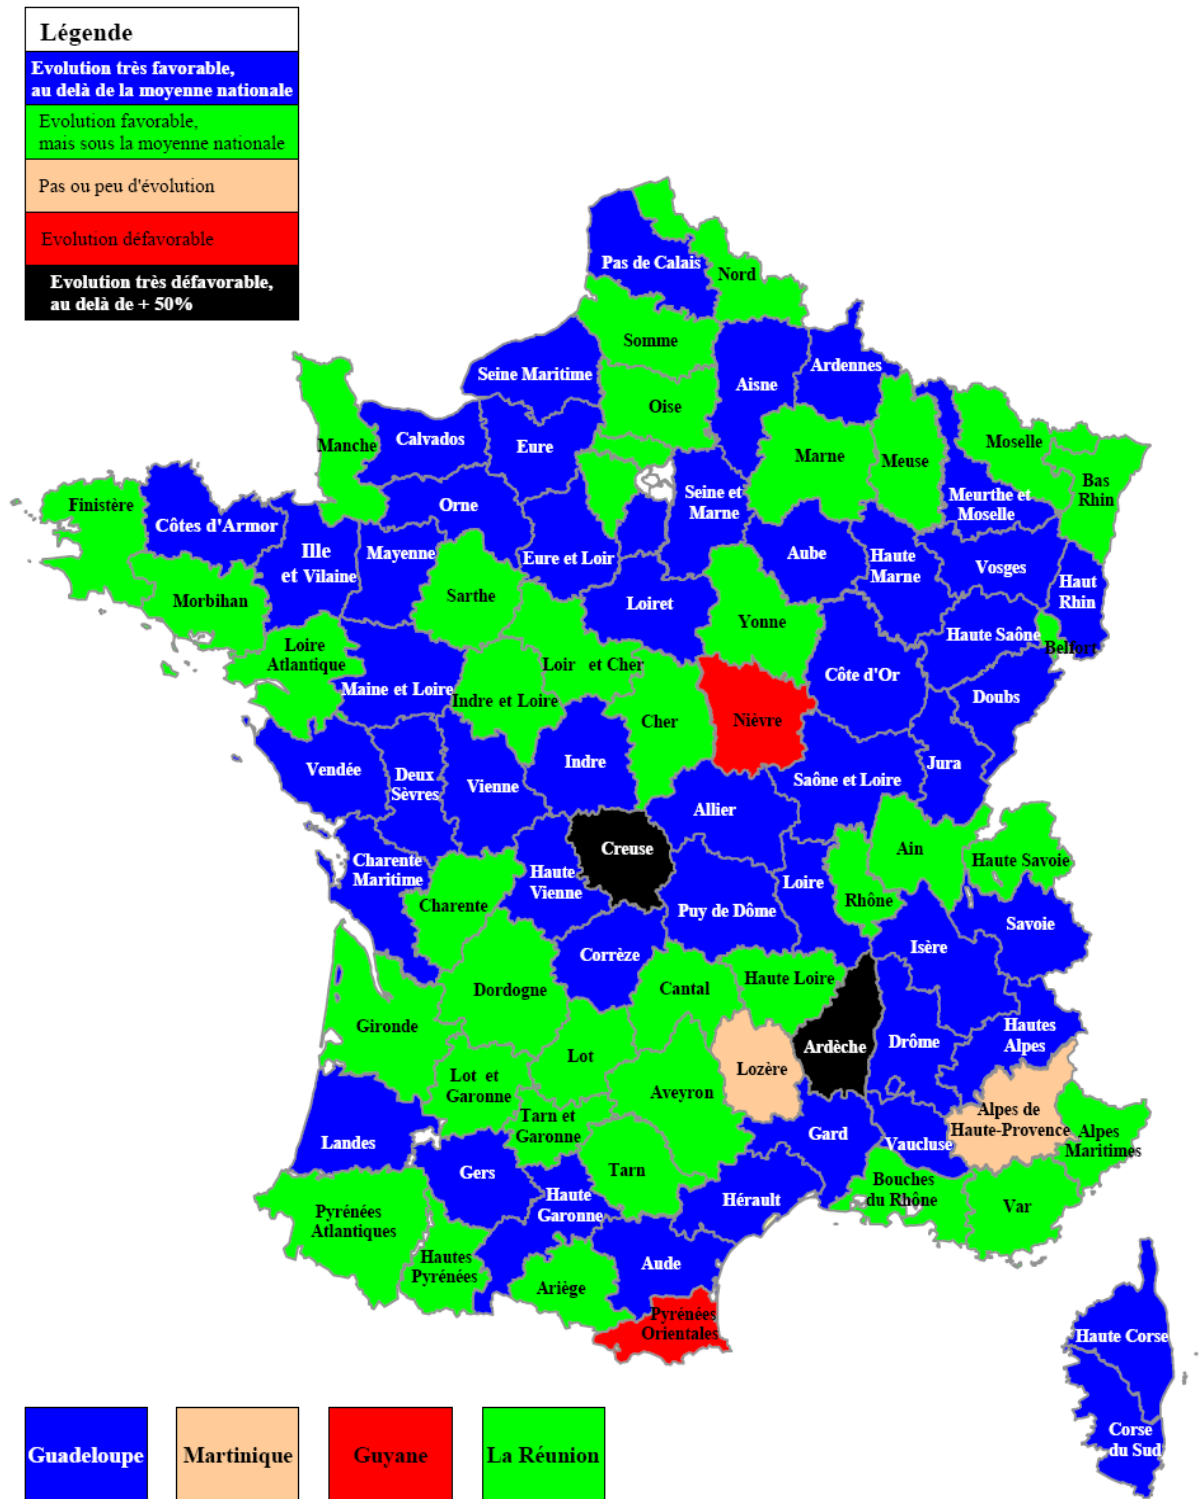 Légende
Evolution très favorable,
au delà de la moyenne nationale
Evolution favorable,
mais sous la moyenne nationale
Pas ou peu d'évolution
Evolution défavorable
Evolution très défavorable,
au delà de + 50%
Pas de Calais
Nord
Somme
Seine Maritime
Aisne
Ardennes
Oise
Manche
Calvados
Eure
Marne
Meuse
Moselle
Bas
Rhin
Finistère
Côtes d'Armor
Orne
Seine et
Marne
Meurthe et
Moselle
Ille
et Vilaine
Mayenne
Eure et Loir
Aube
Haute
Marne
Vosges
Haut
Rhin
Morbihan
Sarthe
Loiret
Yonne
Haute Saône
Belfort
Loire
Atlantique
Maine et Loire
Loir et Cher
Indre et Loire
Cher
Nièvre
Côte d'Or
Doubs
Vendée
Deux
Sèvres
Vienne
Indre
Allier
Saône et Loire
Jura
Charente
Maritime
Charente
Haute
Vienne
Creuse
Puy de Dôme
Loire
Rhône
Ain
Haute Savoie
Savoie
Isère
Corrèze
Dordogne
Cantal
Haute Loire
Gironde
Lot
Lot et
Garonne
Aveyron
Lozère
Ardèche
Drôme
Hautes
Alpes
Tarn et
Garonne
Landes
Gers
Tarn
Gard
Vaucluse
Alpes de
Haute-Provence
Alpes
Maritimes
Haute
Garonne
Hérault
Bouches
du Rhône
Var
Pyrénées
Atlantiques
Hautes
Pyrénées
Ariège
Aude
Pyrénées
Orientales
Haute Corse
Corse
du Sud
Guadeloupe
Martinique
Guyane
La Réunion